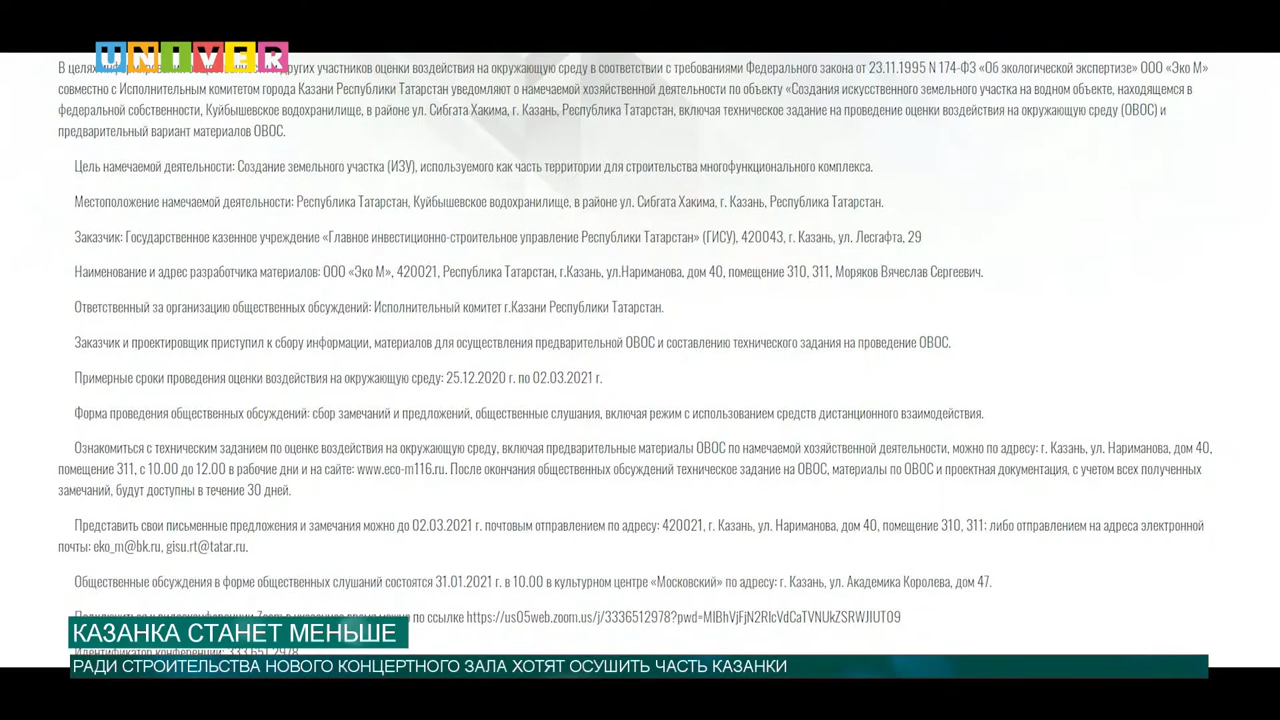 UNIVER
В целях информирования общественности и других участников оценки воздействия на окружающую среду в соответствии с требованиями Федерального закона от 23.11.1995 N 174-ФЗ «Об экологической экспертизе» ООО «Эко М»
совместно с Исполнительным комитетом города Казани Республики Татарстан уведомляют о намечаемой хозяйственной деятельности по объекту «Создания искусственного земельного участка на водном объекте, находящемся в
федеральной собственности, Куйбышевское водохранилище, в районе ул. Сибгата Хакима, г. Казань, Республика Татарстан, включая техническое задание на проведение оценки воздействия на окружающую среду (ОВОС) и
предварительный вариант материалов ОВОС.
Цель намечаемой деятельности: Создание земельного участка (ИЗУ), используемого как часть территории для строительства многофункционального комплекса.
Местоположение намечаемой деятельности: Республика Татарстан, Куйбышевское водохранилище, в районе ул. Сибгата Хакима, г. Казань, Республика Татарстан.
Заказчик: Государственное казенное учреждение «Главное инвестиционно-строительное управление Республики Татарстан» (ГИСУ), 420043, г. Казань, ул. Лесгафта, 29
Наименование и адрес разработчика материалов: ООО «Эко М», 420021, Республика Татарстан, г.Казань, ул.Нариманова, дом 40, помещение 310, 311, Моряков Вячеслав Сергеевич.
Ответственный за организацию общественных обсуждений: Исполнительный комитет г.Казани Республики Татарстан.
Заказчик и проектировщик приступил к сбору информации, материалов для осуществления предварительной ОВОС и составлению технического задания на проведение ОВОС.
Примерные сроки проведения оценки воздействия на окружающую среду: 25.12.2020 г. по 02.03.2021 г.
Форма проведения общественных обсуждений: сбор замечаний и предложений, общественные слушания, включая режим с использованием средств дистанционного взаимодействия.
Ознакомиться с техническим заданием по оценке воздействия на окружающую среду, включая предварительные материалы ОВОС по намечаемой хозяйственной деятельности, можно по адресу: г. Казань, ул. Нариманова, дом 40,
помещение 311, с 10.00 до 12.00 в рабочие дни и на сайте: www.eco-m116.ru. После окончания общественных обсуждений техническое задание на ОВОС, материалы по ОВОС и проектная документация, с учетом всех полученных
замечаний, будут доступны в течение 30 дней.
Представить свои письменные предложения и замечания можно до 02.03.2021 г. почтовым отправлением по адресу: 420021, г. Казань, ул. Нариманова, дом 40, помещение 310, 311; либо отправлением на адреса электронной
почты: eko_m@bk.ru, gisu.rt@tatar.ru.
Общественные обсуждения в форме общественных слушаний состоятся 31.01.2021 г. в 10.00 в культурном центре «Московский» по адресу: г. Казань, ул. Академика Королева, дом 47.
Подключиться к видеоконференции Zoom в указанное время можно по ссылке https://us05web.zoom.us/j/3336512978?pwd=MlBhVjFjN2RlcVdCaTVNUkZSRWJIUT09
КАЗАНКА СТАНЕТ МЕНЬШЕ
Идентификатор конференции: 333 651 2978
РАДИ СТРОИТЕЛЬСТВА НОВОГО КОНЦЕРТНОГО ЗАЛА ХОТЯТ ОСУШИТЬ ЧАСТЬ КАЗАНКИ